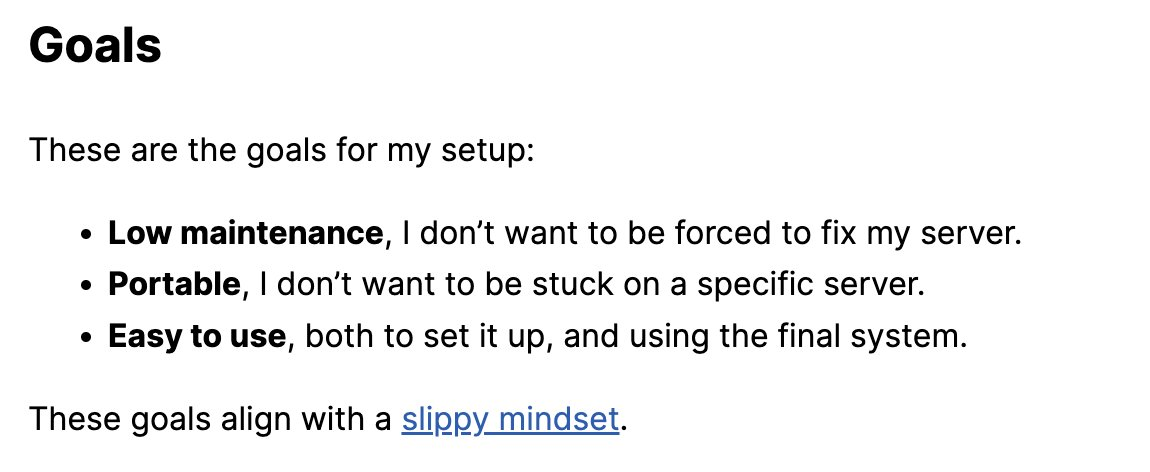 Goals
These are the goals for my setup:
• Low maintenance, I don’t want to be forced to fix my server.
• Portable, I don’t want to be stuck on a specific server.
• Easy to use, both to set it up, and using the final system.
These goals align with a slippy mindset.